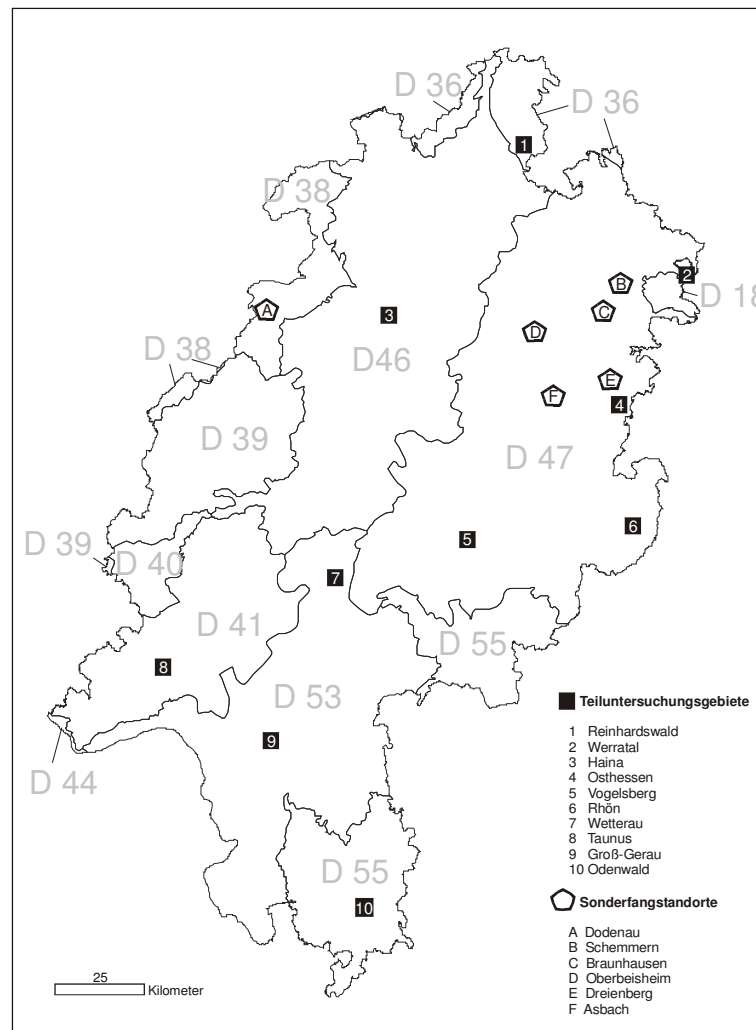 D 36
D 36
1
D 38
2
B
D 18
A
3
C
D
D 38
D46
E
F
4
D 39
D 47
6
D 39
5
D 40
7
D 41
D 55
8
D 53
Teiluntersuchungsgebiete
9
1 Reinhardswald
2 Werratal
D 44
3 Haina
4 Osthessen
5 Vogelsberg
6 Rhön
7 Wetterau
8 Taunus
9 Groß-Gerau
10 Odenwald
D 55
Sonderfangstandorte
10
A Dodenau
B Schemmern
C Braunhausen
D Oberbeisheim
E Dreienberg
F Asbach
25
Kilometer